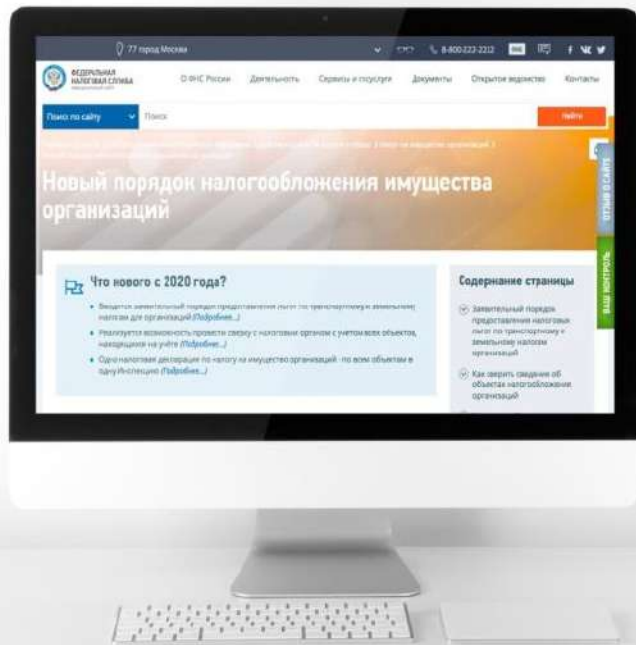 77 город Москва
8-800-222-2222
ФЕДЕРАЛЬНАЯ
НАЛОГОВАЯ СЛУЖБА
О ФНС России Деятельность Сервисы и госуслуги Документы Открытое ведомство Контакты
Поиск по сайту Поиск Найти
Новый порядок налогообложения имущества
организаций
ОТЗЫВ О САЙТЕ
ВАШ КОНТРОЛЬ
Что нового с 2020 года?
Вводится заявительный порядок предоставления льгот по транспортному и земельному
налогам для организаций (Подробнее...)
Реализуется возможность провести сверку с налоговым органом с учетом всех объектов,
находящихся на учёте (Подробнее...)
Одна налоговая декларация по налогу на имущество организаций - по всем объектам в
одну Инспекцию (Подробнее...)
Содержание страницы
Заявительный порядок
предоставления налоговых
льгот по транспортному и
земельному налогам
организаций
Как сверить сведения об
объектах налогообложения
организаций